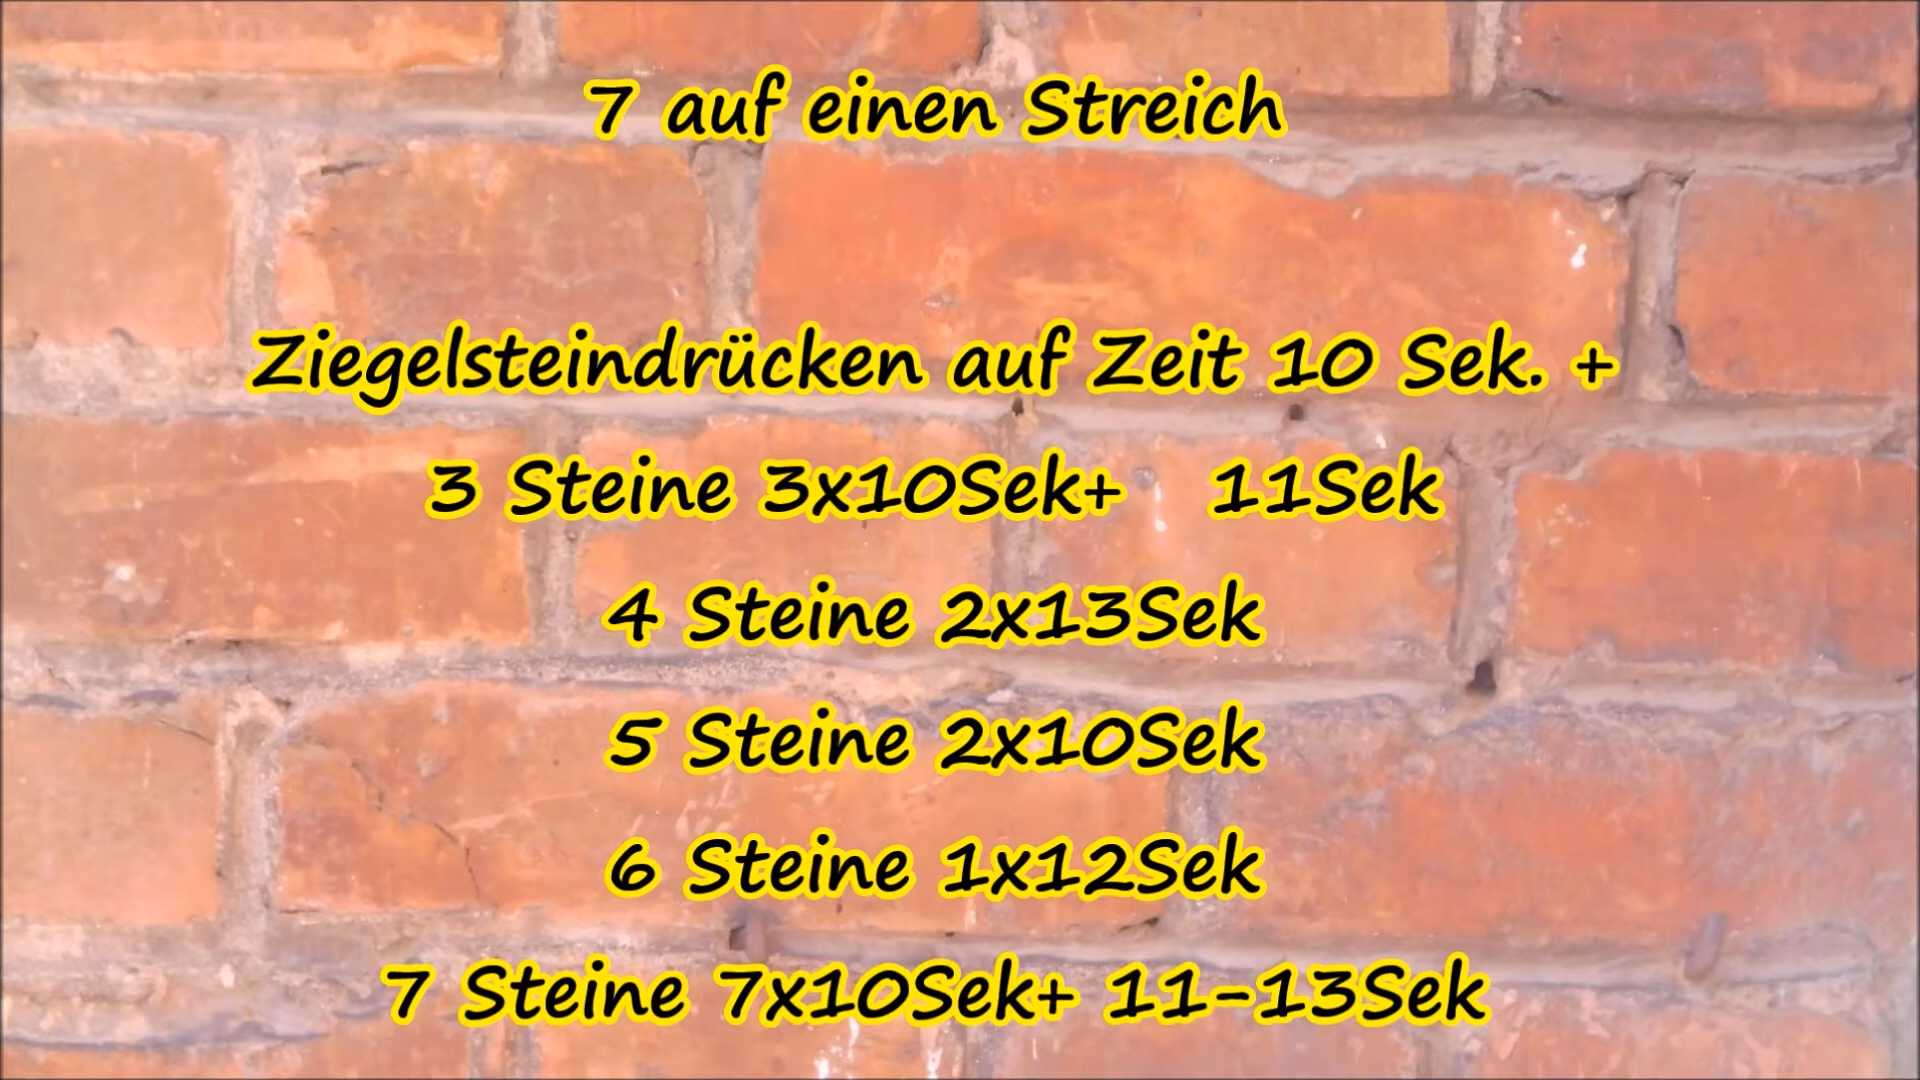 7 auf einen Streich
Ziegelsteindrücken auf Zeit 10 Sek. +
3 Steine 3x10Sek+ 11Sek
4 Steine 2x13Sek
5 Steine 2x10Sek
6 Steine 1x12Sek
7 Steine 7x10Sek+ 11-13Sek